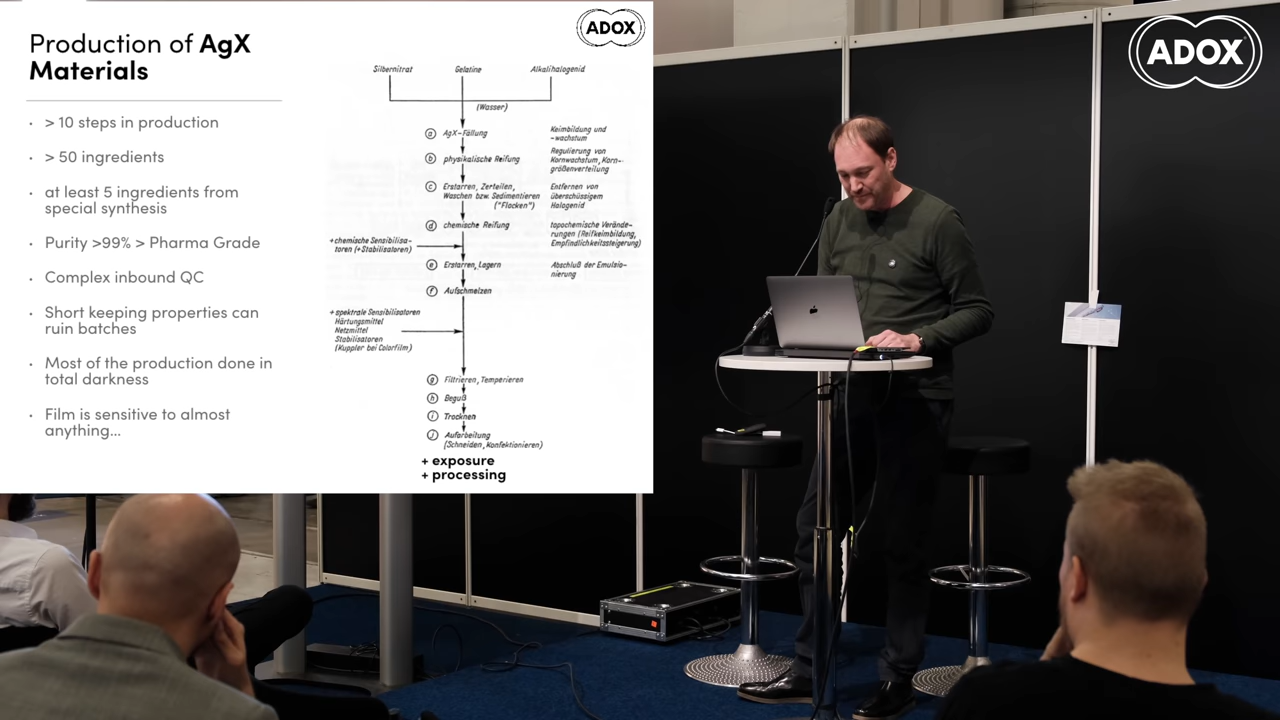 Production of AgX
Materials
ADOX
ADOX
> 10 steps in production
> 50 ingredients
at least 5 ingredients from
special synthesis
Purity >99% > Pharma Grade
Complex inbound QC
Short keeping properties can
ruin batches
Most of the production done in
total darkness
Film is sensitive to almost
anything...
Silbernitrat Gelatine Alkalihalogenid
(Wasser)
a AgX-Fällung
Keimbildung und
-wachstum
b physikalische Reifung
Regulierung von
Kornwachstum, Korn-
größenverteilung
c Erstarren, Zerteilen,
Waschen bzw. Sedimentieren
("Flocken")
Entfernen von
überschüssigem
Halogenid
d chemische Reifung
topochemische Verände-
rungen (Reifkeimbildung,
Empfindlichkeitssteigerung)
+chemische Sensibilisa-
toren (+Stabilisatoren)
e Erstarren, Lagern
Abschluß der Emulsio-
nierung
f Aufschmelzen
+ spektrale Sensibilisatoren
Härtungsmittel
Netzmittel
Stabilisatoren
(Kuppler bei Colorfilm)
g Filtrieren, Temperieren
h Beguß
i Trocknen
j Aufarbeitung
(Schneiden, Konfektionieren)
+ exposure
+ processing